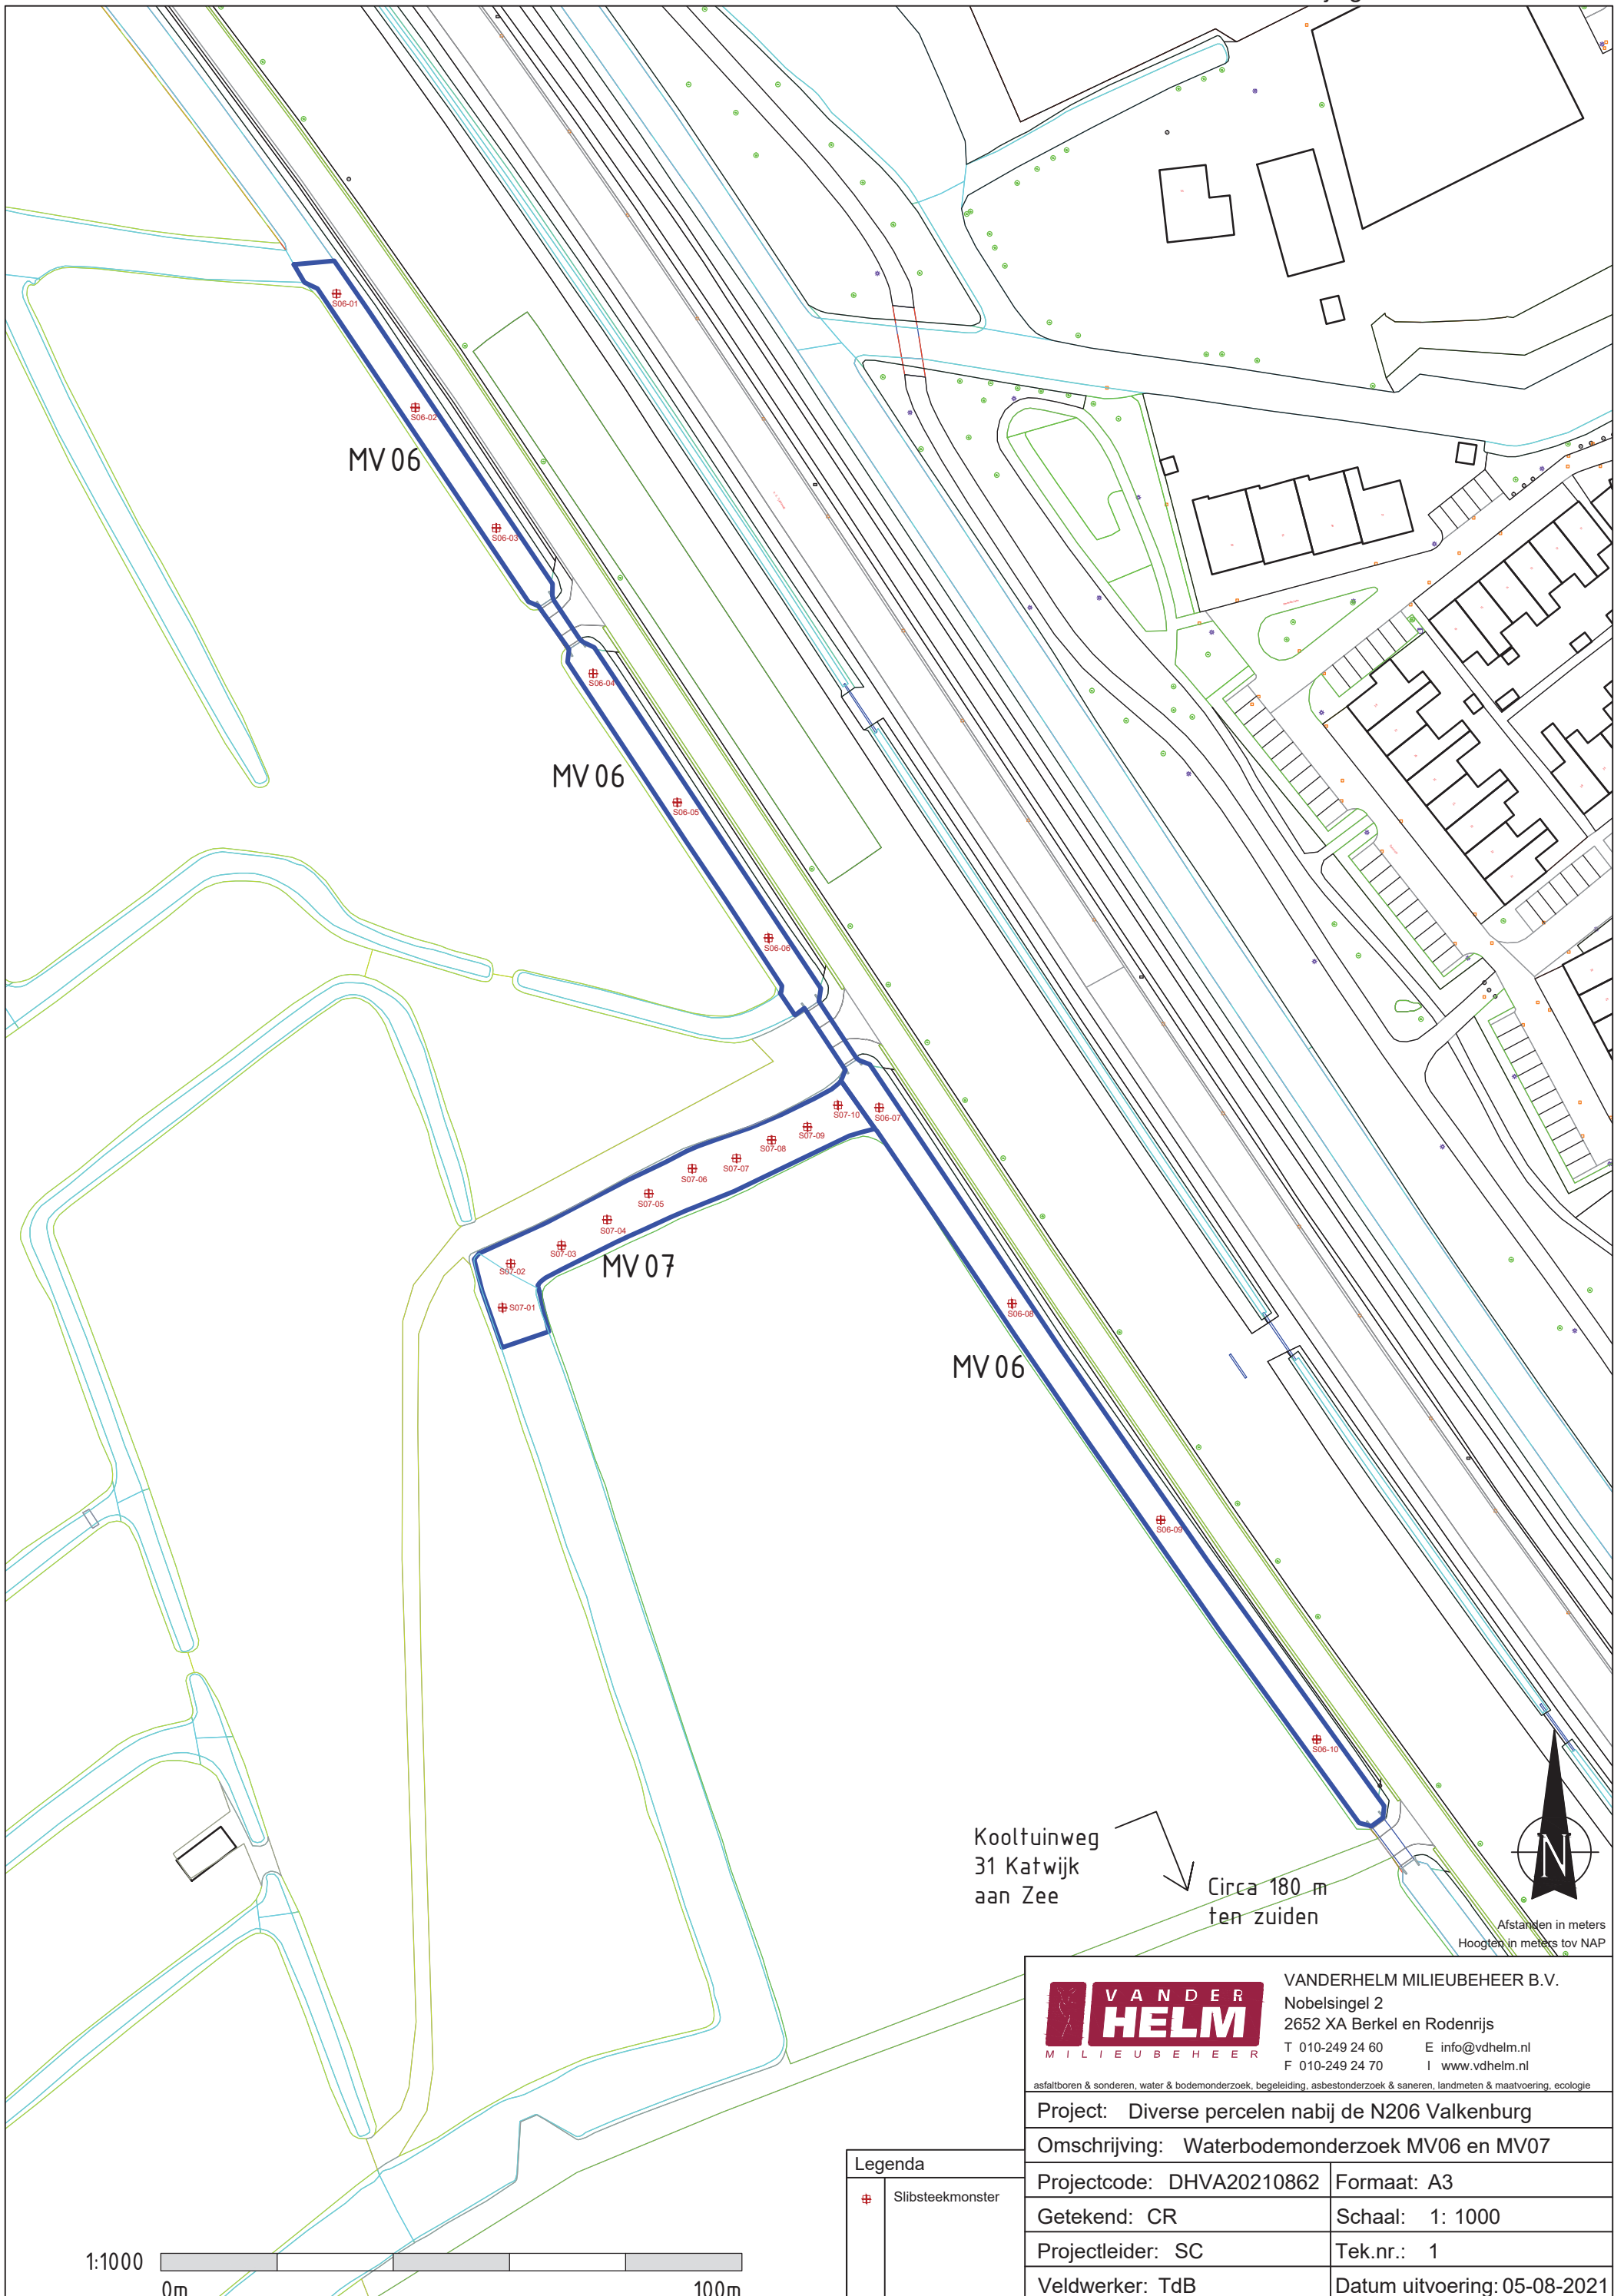 S06-01
S06-02
MV 06
S06-03
S06-04
MV 06
S06-05
S06-06
S07-10
S06-07
S07-09
S07-08
S07-07
S07-06
S07-05
S07-04
S07-03
S07-02
MV 07
S07-01
S06-08
MV 06
S06-09
S06-10
Kooltuinweg
31 Katwijk
aan Zee
Circa 180 m
ten zuiden
N
Afstanden in meters
Hoogten in meters tov NAP
VANDER
HELM
MILIEUBEHEER
VANDERHELM MILIEUBEHEER B.V.
Nobelsingel 2
2652 XA Berkel en Rodenrijs
T 010-249 24 60 E info@vdhelm.nl
F 010-249 24 70 I www.vdhelm.nl
asfaltboren & sonderen, water & bodemonderzoek, begeleiding, asbestonderzoek & saneren, landmeten & maatvoering, ecologie
Project: Diverse percelen nabij de N206 Valkenburg
Omschrijving: Waterbodemonderzoek MV06 en MV07
Legenda
Slibsteekmonster
Projectcode: DHVA20210862 Formaat: A3
Getekend: CR Schaal: 1: 1000
Projectleider: SC Tek.nr.: 1
Veldwerker: TdB Datum uitvoering: 05-08-2021
1:1000
0m 100m